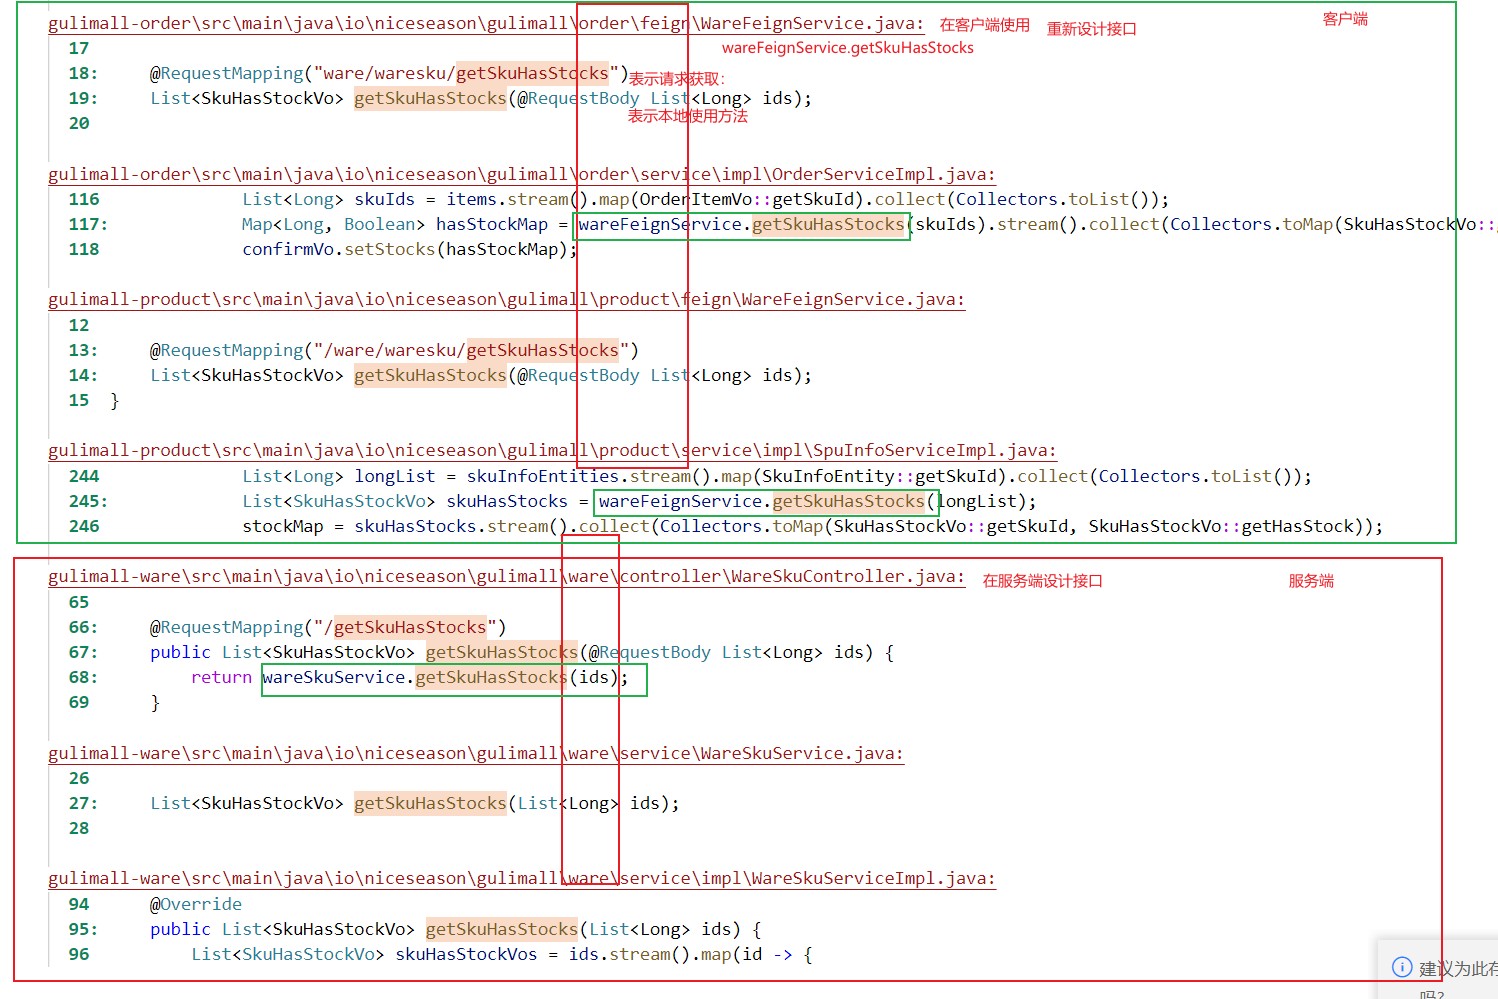 gulimall-order\src\main\java\io\niceseason\gulimall\order\feign\WareFeignService.java: 在客户端使用 重新设计接口 客户端
17 wareFeignService.getSkuHasStocks
18: @RequestMapping("ware/waresku/getSkuHasStocks") 表示请求获取:
19: List<SkuHasStockVo> getSkuHasStocks(@RequestBody List<Long> ids);
表示本地使用方法
20
gulimall-order\src\main\java\io\niceseason\gulimall\order\service\impl\OrderServiceImpl.java:
116 List<Long> skuIds = items.stream().map(OrderItemVo::getSkuId).collect(Collectors.toList());
117: Map<Long, Boolean> hasStockMap = wareFeignService.getSkuHasStocks(skuIds).stream().collect(Collectors.toMap(SkuHasStockVo::
118 confirmVo.setStocks(hasStockMap);
gulimall-product\src\main\java\io\niceseason\gulimall\product\feign\WareFeignService.java:
12
13: @RequestMapping("/ware/waresku/getSkuHasStocks")
14: List<SkuHasStockVo> getSkuHasStocks(@RequestBody List<Long> ids);
15 }
gulimall-product\src\main\java\io\niceseason\gulimall\product\service\impl\SpuInfoServiceImpl.java:
244 List<Long> longList = skuInfoEntities.stream().map(SkuInfoEntity::getSkuId).collect(Collectors.toList());
245: List<SkuHasStockVo> skuHasStocks = wareFeignService.getSkuHasStocks(longList);
246 stockMap = skuHasStocks.stream().collect(Collectors.toMap(SkuHasStockVo::getSkuId, SkuHasStockVo::getHasStock));
gulimall-ware\src\main\java\io\niceseason\gulimall\ware\controller\WareSkuController.java: 在服务端设计接口 服务端
65
66: @RequestMapping("/getSkuHasStocks")
67: public List<SkuHasStockVo> getSkuHasStocks(@RequestBody List<Long> ids) {
68: return wareSkuService.getSkuHasStocks(ids);
69 }
gulimall-ware\src\main\java\io\niceseason\gulimall\ware\service\WareSkuService.java:
26
27: List<SkuHasStockVo> getSkuHasStocks(List<Long> ids);
28
gulimall-ware\src\main\java\io\niceseason\gulimall\ware\service\impl\WareSkuServiceImpl.java:
94 @Override
95: public List<SkuHasStockVo> getSkuHasStocks(List<Long> ids) {
96 List<SkuHasStockVo> skuHasStockVos = ids.stream().map(id -> {
建议为此存
吗?